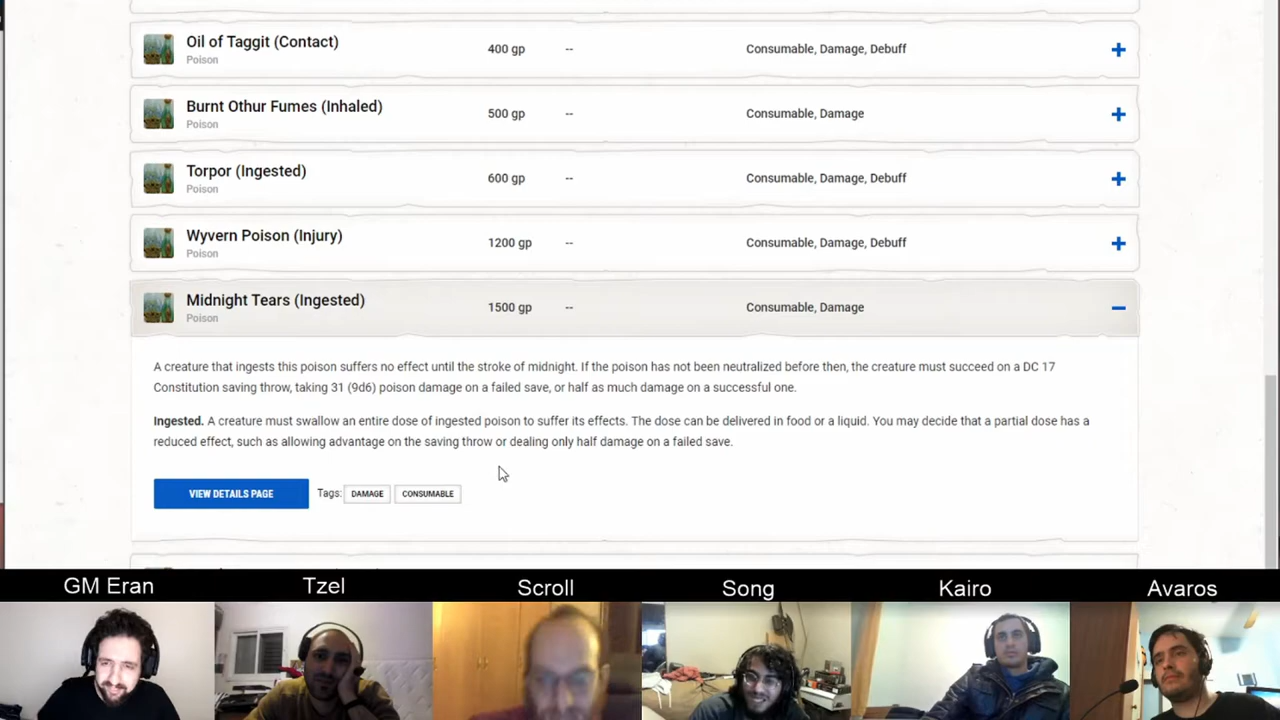 Oil of Taggit (Contact)
Poison
400 gp
--
Consumable, Damage, Debuff
Burnt Othur Fumes (Inhaled)
Poison
500 gp
--
Consumable, Damage
Torpor (Ingested)
Poison
600 gp
--
Consumable, Damage, Debuff
Wyvern Poison (Injury)
Poison
1200 gp
--
Consumable, Damage, Debuff
Midnight Tears (Ingested)
Poison
1500 gp
--
Consumable, Damage
A creature that ingests this poison suffers no effect until the stroke of midnight. If the poison has not been neutralized before then, the creature must succeed on a DC 17
Constitution saving throw, taking 31 (9d6) poison damage on a failed save, or half as much damage on a successful one.
Ingested. A creature must swallow an entire dose of ingested poison to suffer its effects. The dose can be delivered in food or a liquid. You may decide that a partial dose has a
reduced effect, such as allowing advantage on the saving throw or dealing only half damage on a failed save.
VIEW DETAILS PAGE
Tags: DAMAGE CONSUMABLE
GM Eran
Tzel
Scroll
Song
Kairo
Avaros